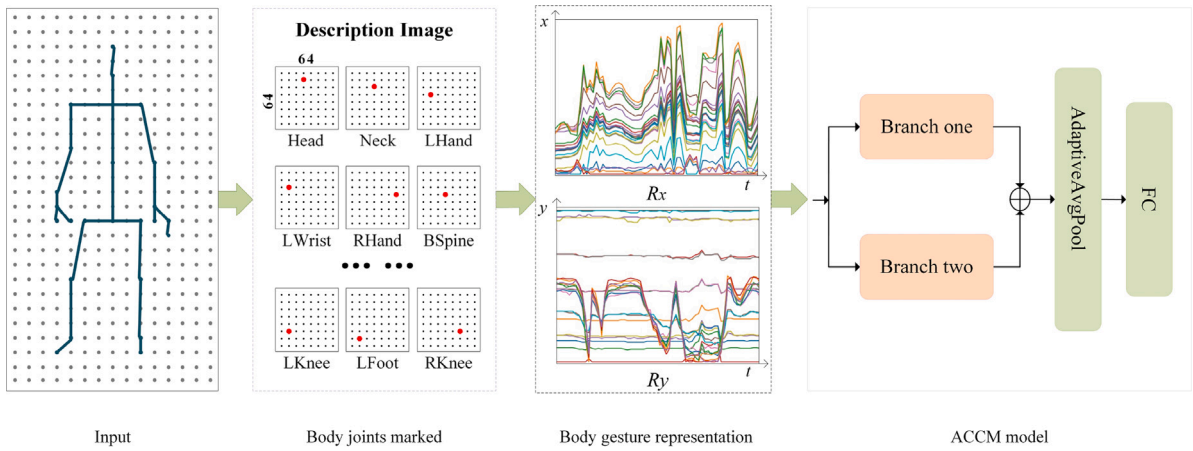 Description Image
64
64
Head Neck LHand
LWrist RHand BSpine
LKnee LFoot RKnee
x
t
Rx
y
t
Ry
Branch one
Branch two
AdaptiveAvgPool
FC
Input
Body joints marked
Body gesture representation
ACCM model